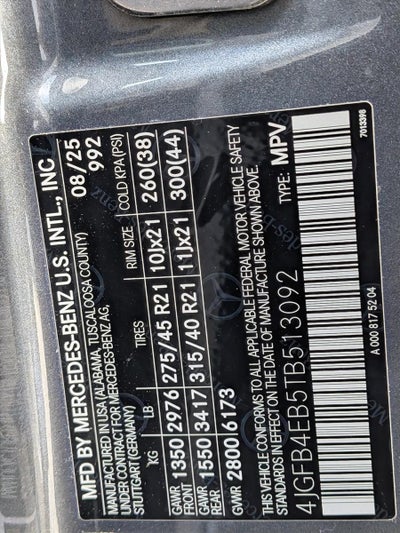 MFD BY MERCEDES-BENZ U.S. INTL., INC
MANUFACTURED IN USA (ALABAMA, TUSCALOOSA COUNTY)
UNDER CONTRACT FOR MERCEDES-BENZ AG,
STUTTGART (GERMANY)
08 / 25
992
KG LB TIRES RIM SIZE COLD KPA (PSI)
GAWR FRONT 1350 2976 275/45 R21 10Jx21 260(38)
GAWR REAR 1550 3417 315/40 R21 11Jx21 300(44)
GVWR 2800 6173
THIS VEHICLE CONFORMS TO ALL APPLICABLE FEDERAL MOTOR VEHICLE SAFETY
STANDARDS IN EFFECT ON THE DATE OF MANUFACTURE SHOWN ABOVE.
TYPE: MPV
4JGFB4EB5TB513092
A 000 817 52 04
7013398